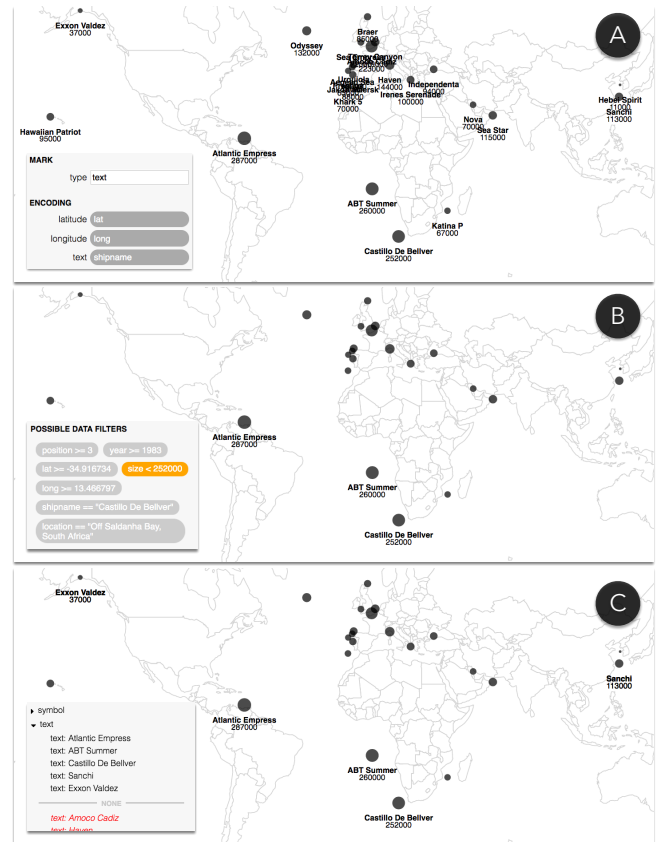 A
Exxon Valdez
37000
Odyssey
132000
Braer
85000
223000
Haven
144000
Independenta
Irenes Serenade
100000
Khark 5
70000
Nova
70000
Sea Star
115000
Hebei Spirit
11000
Sanchi
113000
Hawaiian Patriot
95000
Atlantic Empress
287000
ABT Summer
260000
Katina P
67000
Castillo De Bellver
252000
MARK
type text
ENCODING
latitude lat
longitude long
text shipname
B
Atlantic Empress
287000
ABT Summer
260000
Castillo De Bellver
252000
POSSIBLE DATA FILTERS
position >= 3 year >= 1983
lat >= -34.916734 size < 252000
long >= 13.466797
shipname == "Castillo De Bellver"
location == "Off Saldanha Bay,
South Africa"
C
Exxon Valdez
37000
Sanchi
113000
Atlantic Empress
287000
ABT Summer
260000
Castillo De Bellver
252000
symbol
text
text: Atlantic Empress
text: ABT Summer
text: Castillo De Bellver
text: Sanchi
text: Exxon Valdez
NONE
text: Amoco Cadiz
text: Haven